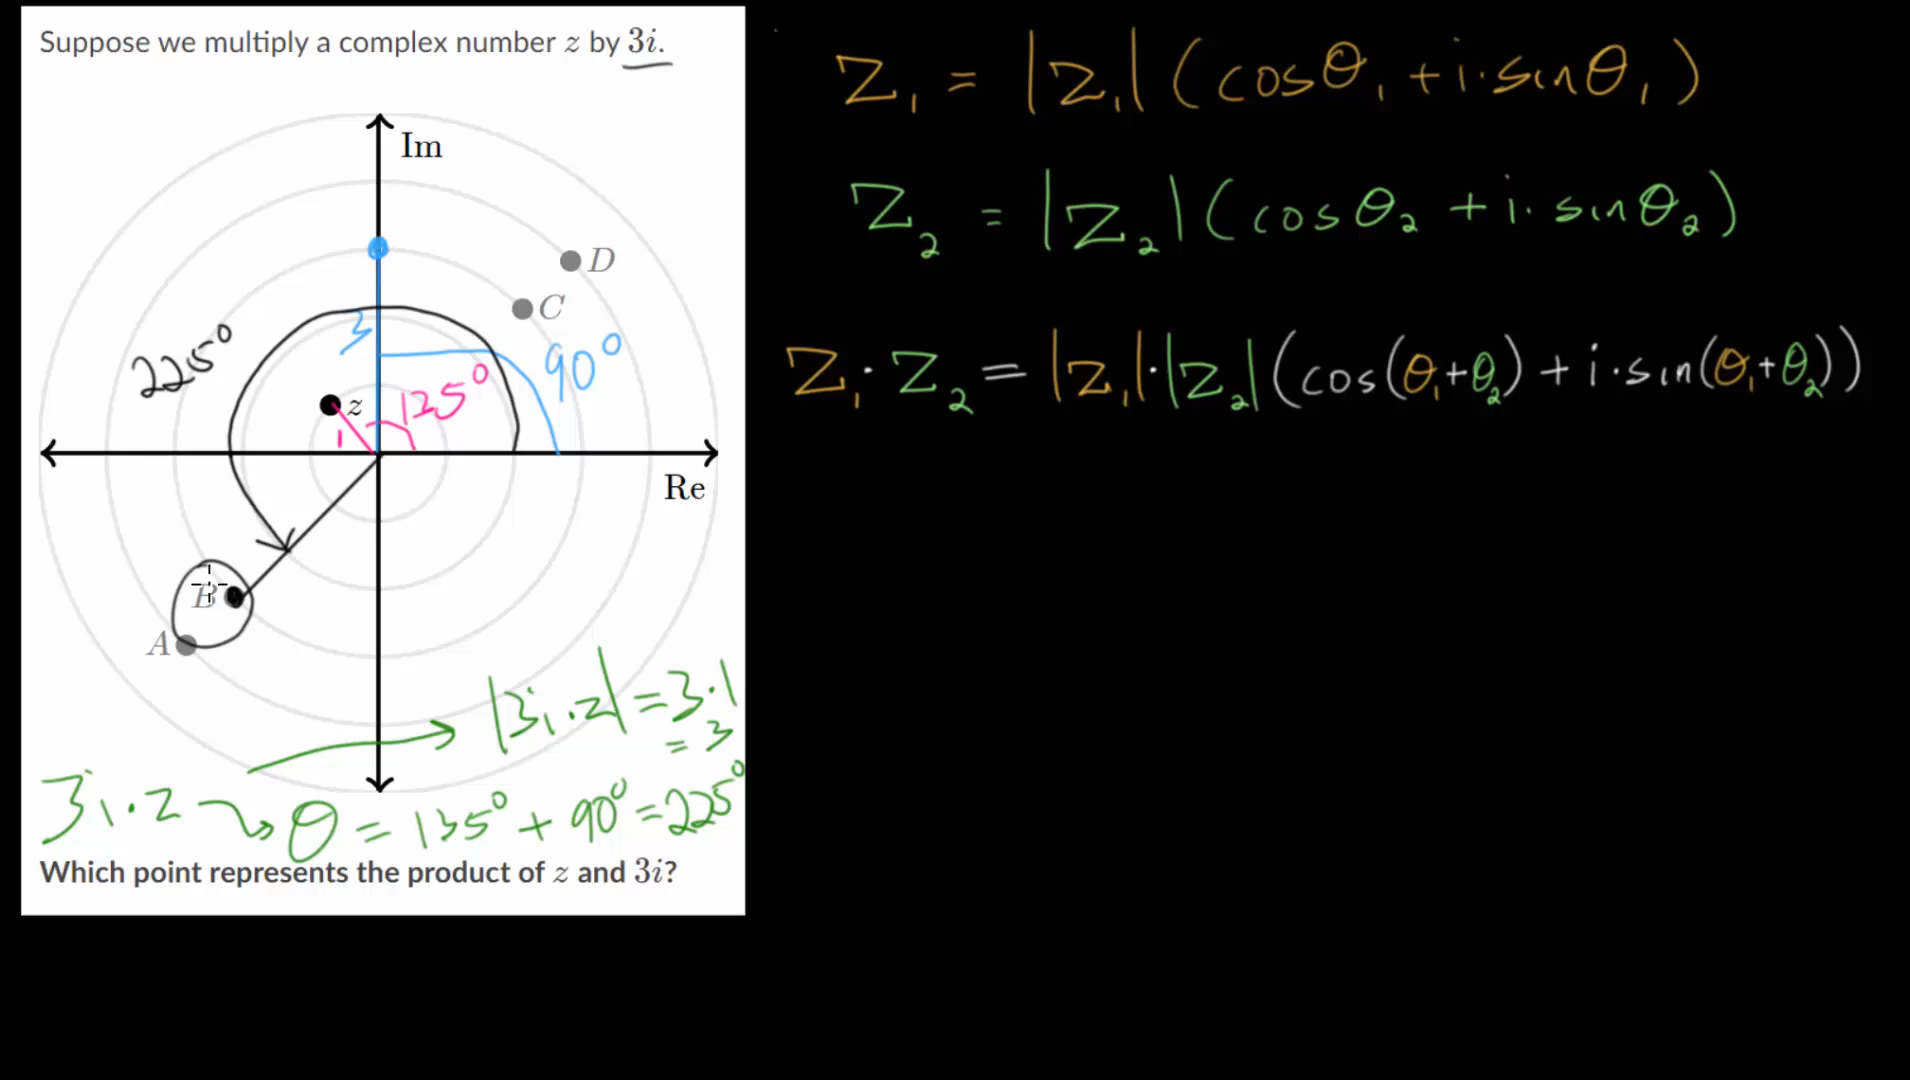 Suppose we multiply a complex number z by 3i.
Im
D
C
225°
3
90°
z
135°
1
Re
B
A
|3i·z| = 3·1
= 3
3i·z
θ = 135° + 90° = 225°
Which point represents the product of z and 3i?
z₁ = |z₁|(cosθ₁ + i·sinθ₁)
z₂ = |z₂|(cosθ₂ + i·sinθ₂)
z₁·z₂ = |z₁|·|z₂|(cos(θ₁+θ₂) + i·sin(θ₁+θ₂))